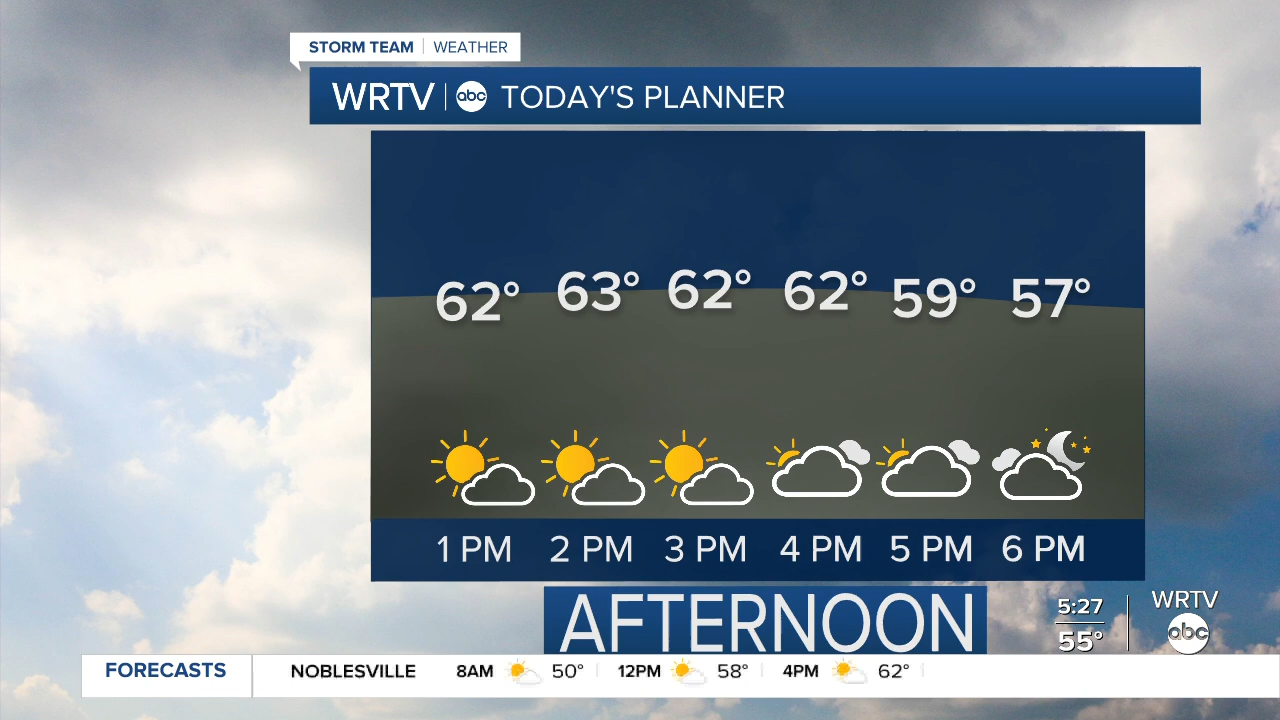 STORM TEAM | WEATHER
WRTV | abc TODAY'S PLANNER
62° 63° 62° 62° 59° 57°
1 PM 2 PM 3 PM 4 PM 5 PM 6 PM
AFTERNOON
5:27
55°
WRTV
abc
FORECASTS NOBLESVILLE 8AM 50° 12PM 58° 4PM 62°